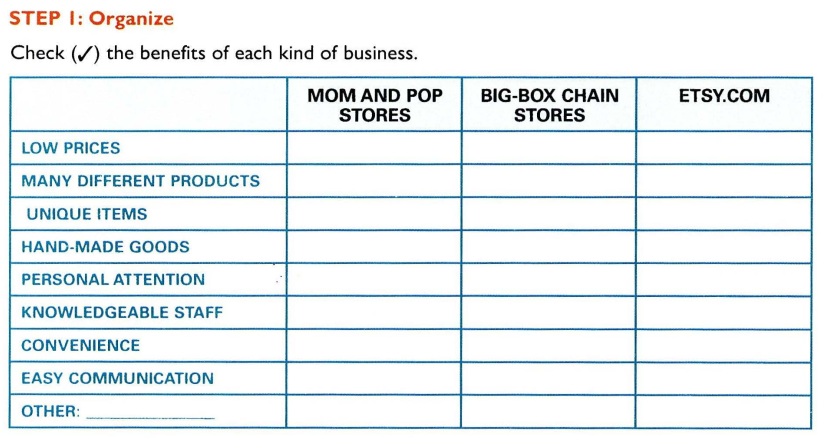 STEP 1: Organize
Check (✓) the benefits of each kind of business.
MOM AND POP STORES BIG-BOX CHAIN STORES ETSY.COM
LOW PRICES
MANY DIFFERENT PRODUCTS
UNIQUE ITEMS
HAND-MADE GOODS
PERSONAL ATTENTION
KNOWLEDGEABLE STAFF
CONVENIENCE
EASY COMMUNICATION
OTHER: _______________